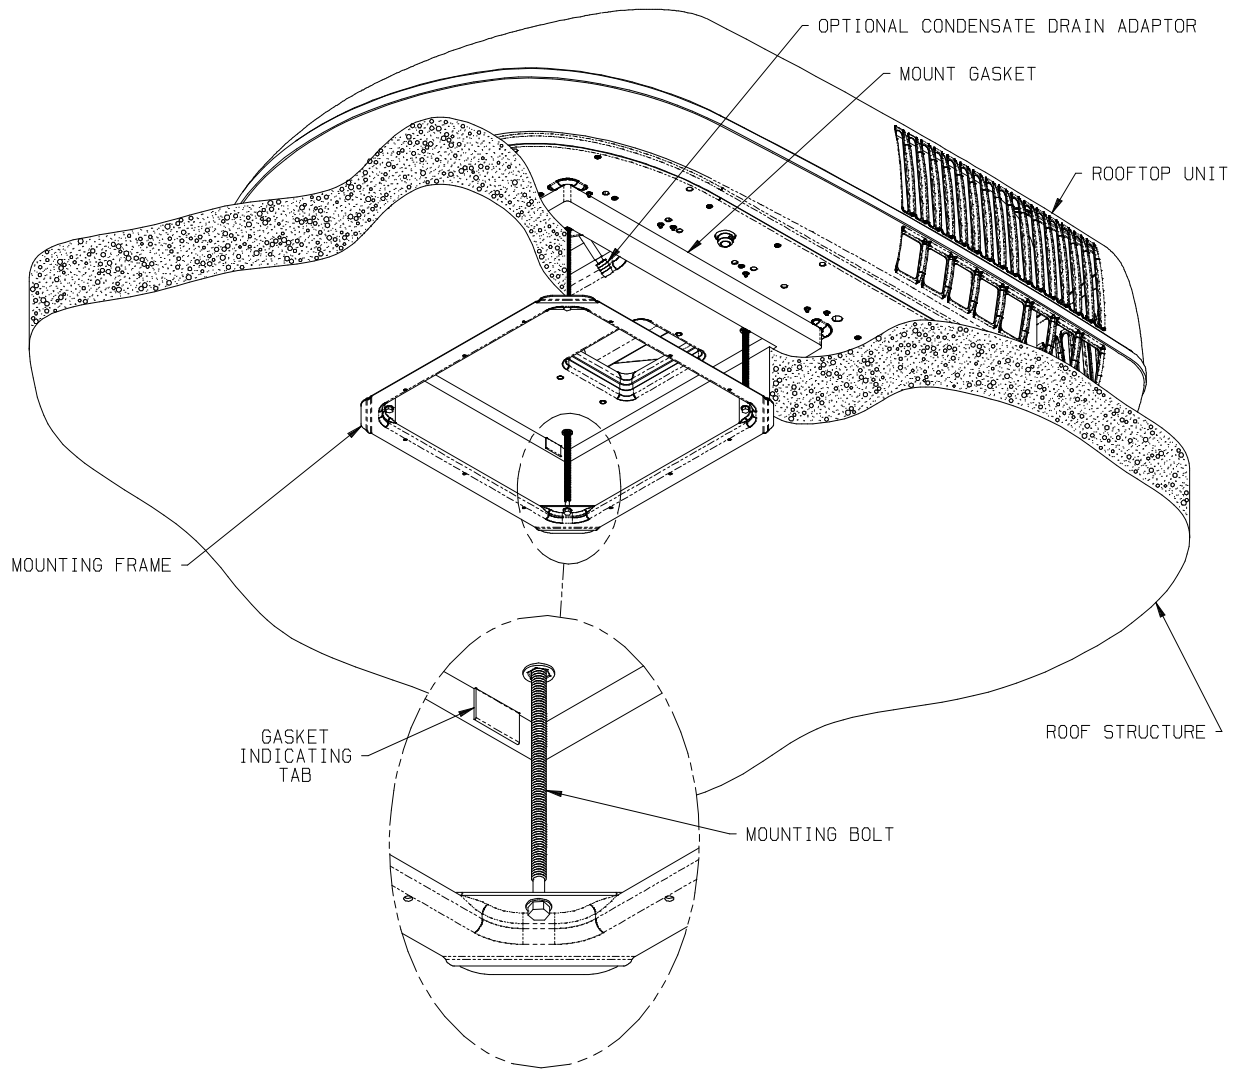 OPTIONAL CONDENSATE DRAIN ADAPTOR
MOUNT GASKET
ROOFTOP UNIT
MOUNTING FRAME
ROOF STRUCTURE
GASKET
INDICATING
TAB
MOUNTING BOLT